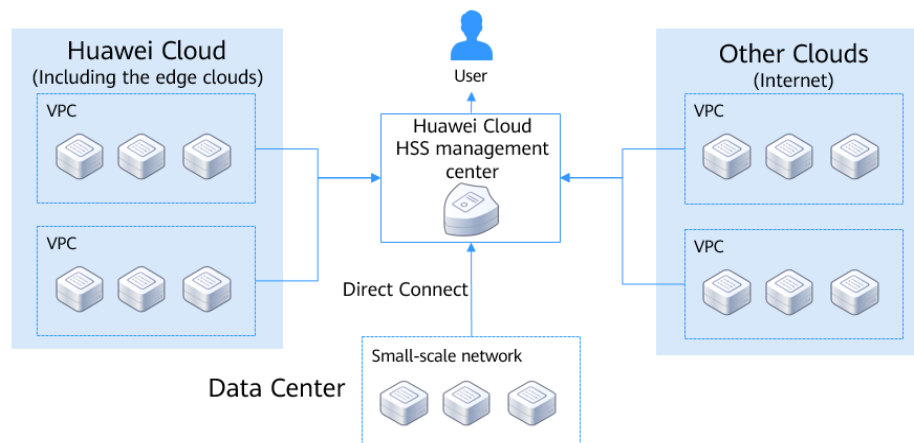 User
Huawei Cloud
(Including the edge clouds)
VPC
VPC
Huawei Cloud
HSS management
center
Other Clouds
(Internet)
VPC
VPC
Direct Connect
Small-scale network
Data Center